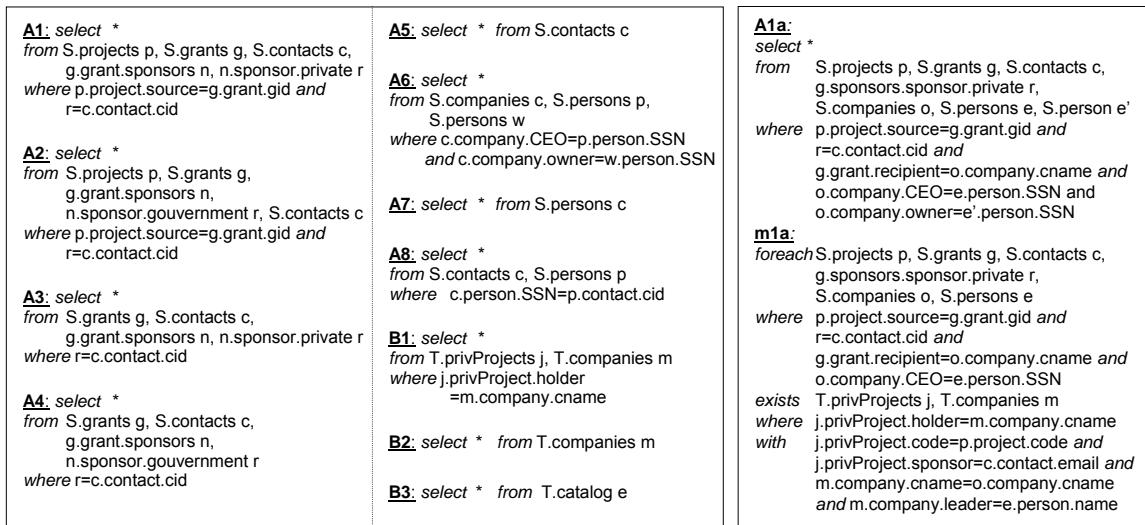 A1: select *
from S.projects p, S.grants g, S.contacts c,
g.grant.sponsors n, n.sponsor.private r
where p.project.source=g.grant.gid and
r=c.contact.cid
A2: select *
from S.projects p, S.grants g,
g.grant.sponsors n,
n.sponsor.gouvernment r, S.contacts c
where p.project.source=g.grant.gid and
r=c.contact.cid
A3: select *
from S.grants g, S.contacts c,
g.grant.sponsors n, n.sponsor.private r
where r=c.contact.cid
A4: select *
from S.grants g, S.contacts c,
g.grant.sponsors n,
n.sponsor.gouvernment r
where r=c.contact.cid
A5: select * from S.contacts c
A6: select *
from S.companies c, S.persons p,
S.persons w
where c.company.CEO=p.person.SSN
and c.company.owner=w.person.SSN
A7: select * from S.persons c
A8: select *
from S.contacts c, S.persons p
where c.person.SSN=p.contact.cid
B1: select *
from T.privProjects j, T.companies m
where j.privProject.holder
=m.company.cname
B2: select * from T.companies m
B3: select * from T.catalog e
A1a:
select *
from S.projects p, S.grants g, S.contacts c,
g.sponsors.sponsor.private r,
S.companies o, S.persons e, S.person e’
where p.project.source=g.grant.gid and
r=c.contact.cid and
g.grant.recipient=o.company.cname and
o.company.CEO=e.person.SSN and
o.company.owner=e’.person.SSN
m1a:
foreach S.projects p, S.grants g, S.contacts c,
g.sponsors.sponsor.private r,
S.companies o, S.persons e
where p.project.source=g.grant.gid and
r=c.contact.cid and
g.grant.recipient=o.company.cname and
o.company.CEO=e.person.SSN
exists T.privProjects j, T.companies m
where j.privProject.holder=m.company.cname
with j.privProject.code=p.project.code and
j.privProject.sponsor=c.contact.email and
m.company.cname=o.company.cname
and m.company.leader=e.person.name